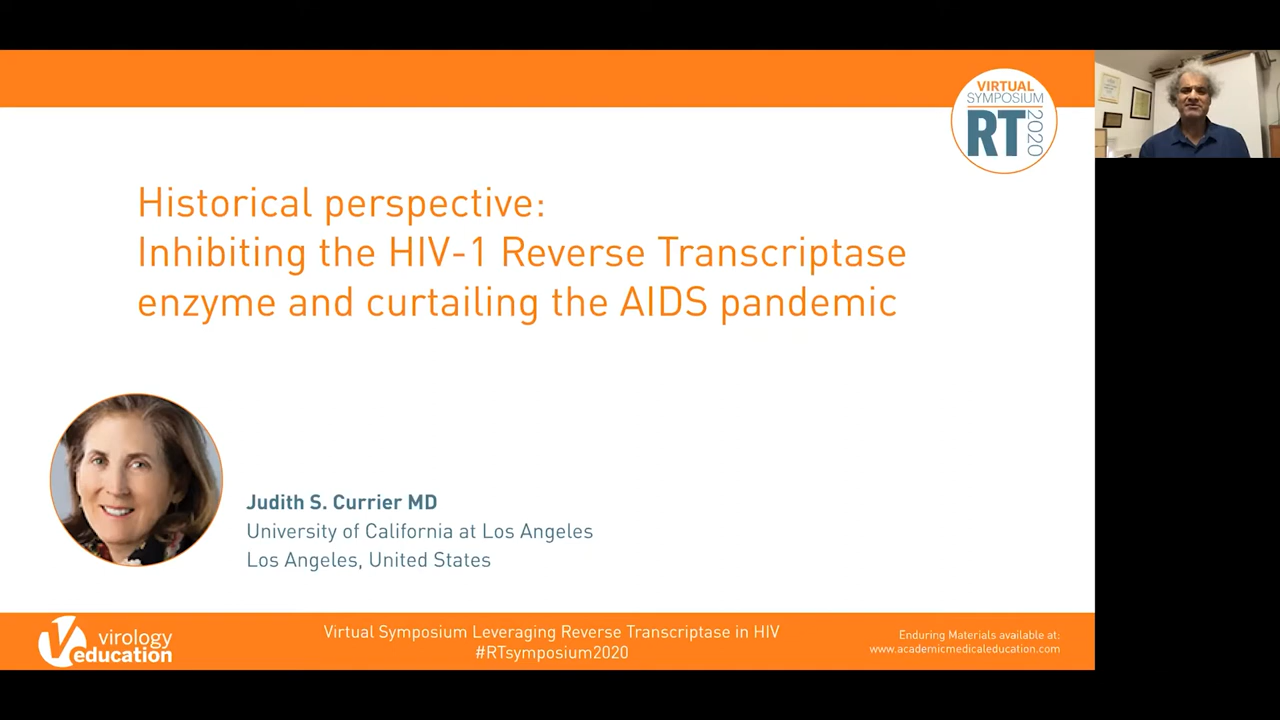 VIRTUAL
SYMPOSIUM
RT 2020
Historical perspective:
Inhibiting the HIV-1 Reverse Transcriptase
enzyme and curtailing the AIDS pandemic
Judith S. Currier MD
University of California at Los Angeles
Los Angeles, United States
virology
education
Virtual Symposium Leveraging Reverse Transcriptase in HIV
#RTsymposium2020
Enduring Materials available at:
www.academicmedicaleducation.com